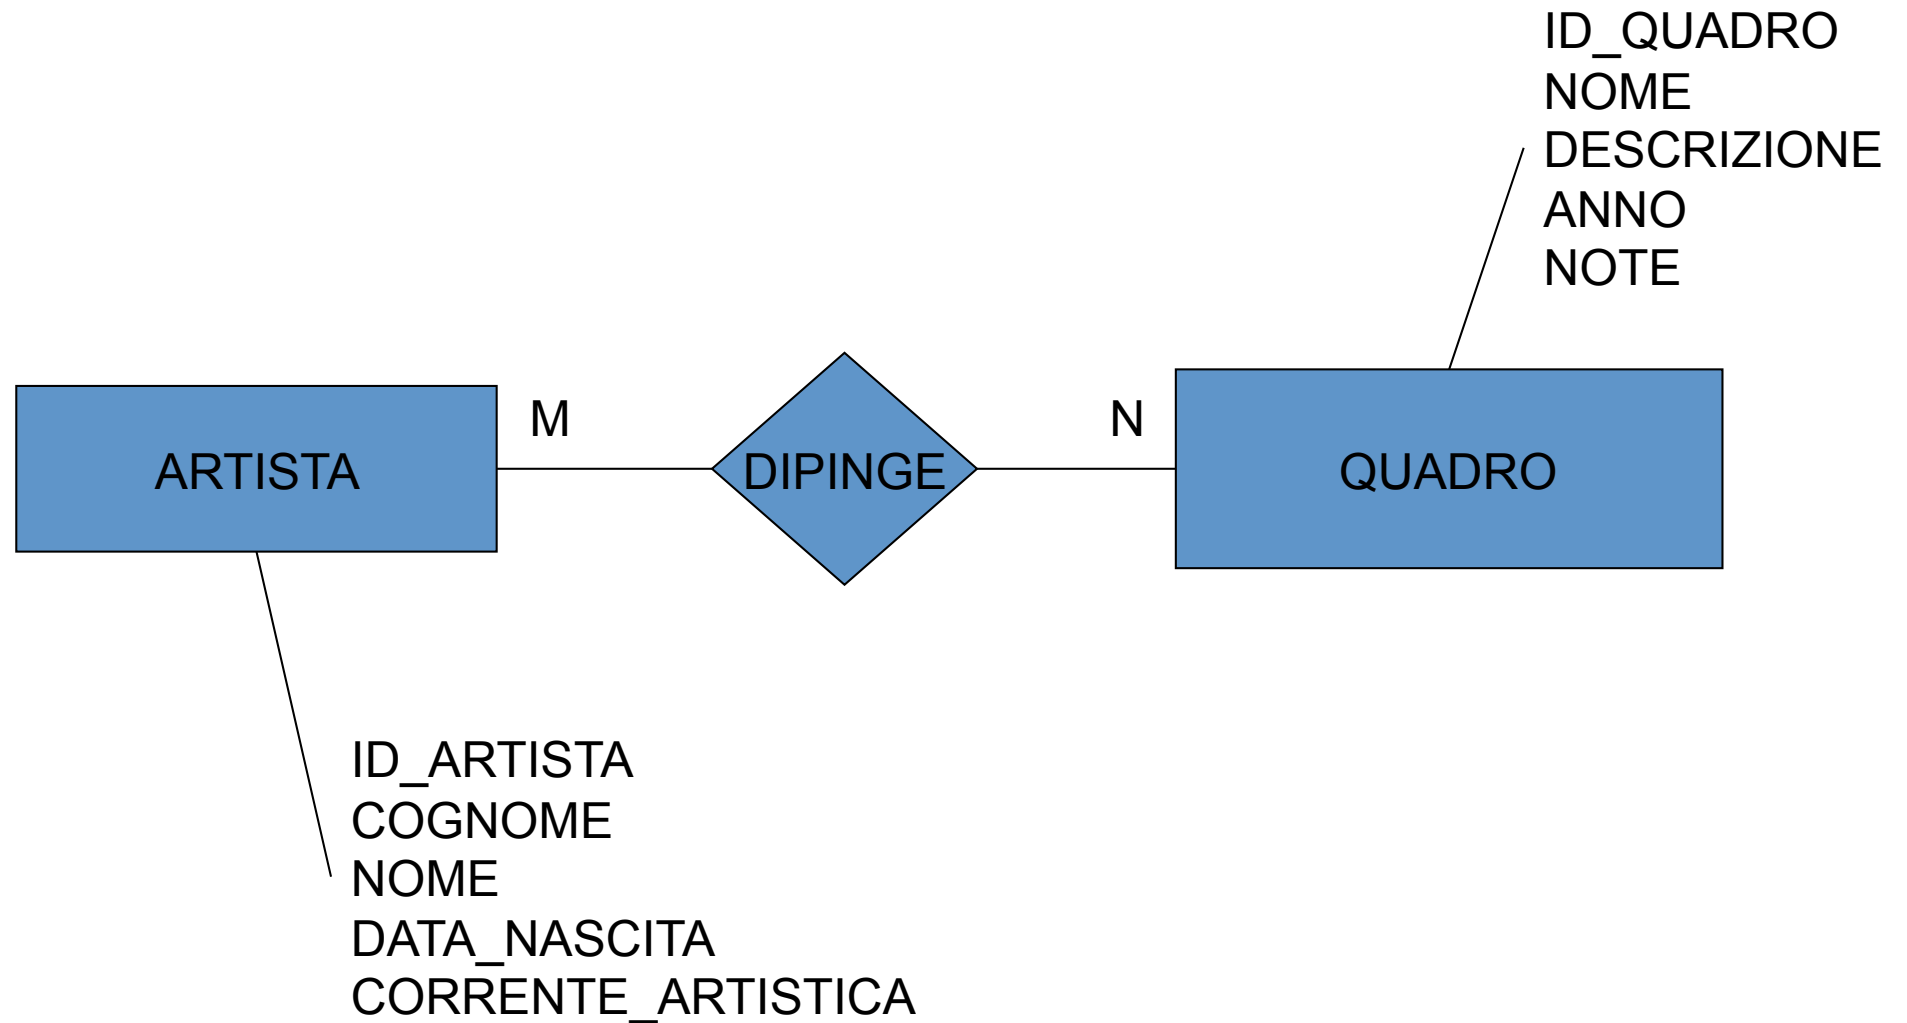 ID_QUADRO
NOME
DESCRIZIONE
ANNO
NOTE
M
N
ARTISTA
DIPINGE
QUADRO
ID_ARTISTA
COGNOME
NOME
DATA_NASCITA
CORRENTE_ARTISTICA